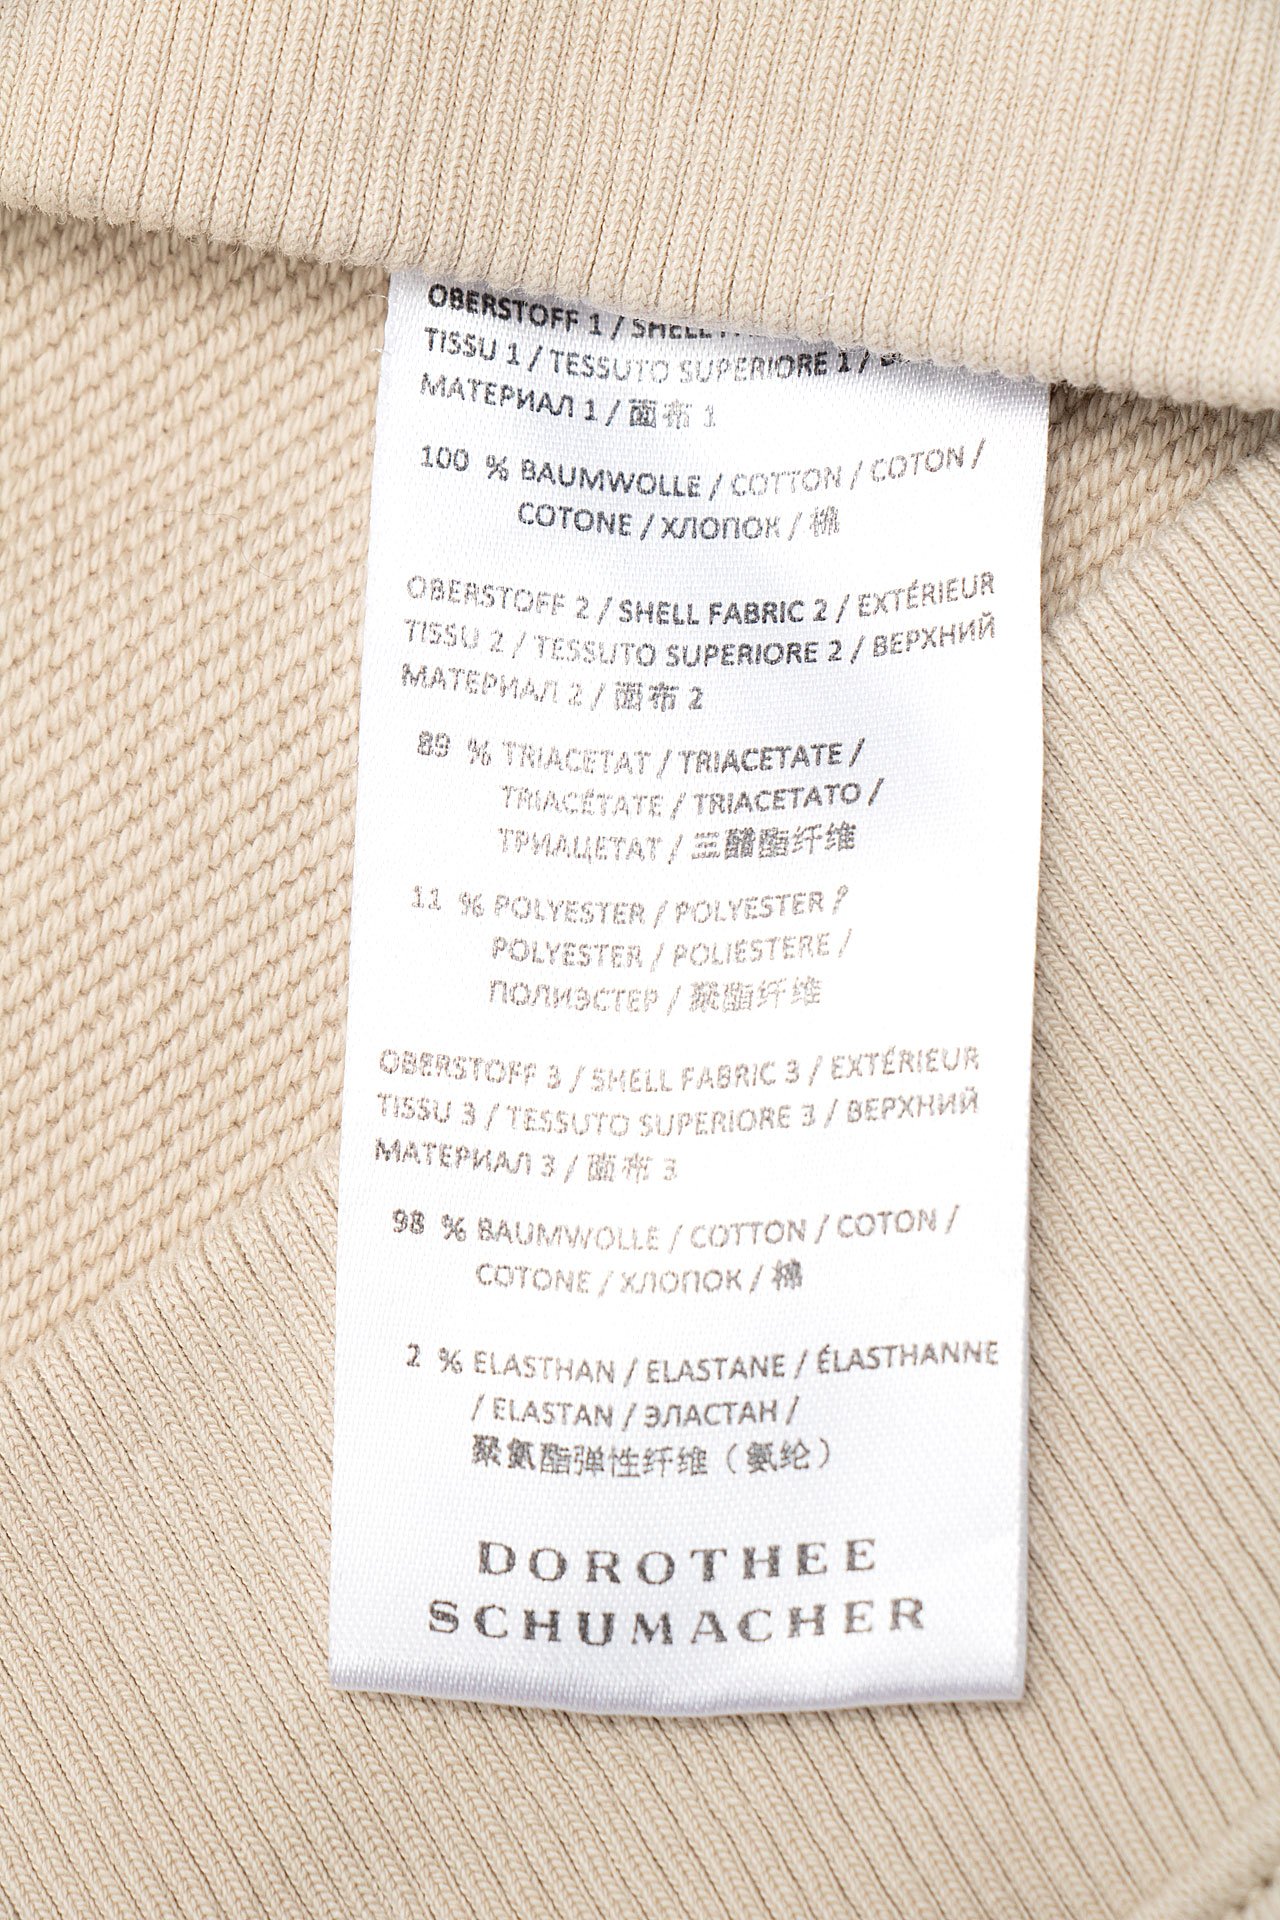 OBERSTOFF 1 / SHELL
TISSU 1 / TESSUTO SUPERIORE 1 /
МАТЕРИАЛ 1 / 面布 1
100 % BAUMWOLLE / COTTON / COTON /
COTONE / ХЛОПОК / 棉
OBERSTOFF 2 / SHELL FABRIC 2 / EXTÉRIEUR
TISSU 2 / TESSUTO SUPERIORE 2 / ВЕРХНИЙ
МАТЕРИАЛ 2 / 面布 2
89 % TRIACETAT / TRIACETATE /
TRIACÉTATE / TRIACETATO /
ТРИАЦЕТАТ / 三醋酯纤维
11 % POLYESTER / POLYESTER /
POLYESTER / POLIESTERE /
ПОЛИЭСТЕР / 聚酯纤维
OBERSTOFF 3 / SHELL FABRIC 3 / EXTÉRIEUR
TISSU 3 / TESSUTO SUPERIORE 3 / ВЕРХНИЙ
МАТЕРИАЛ 3 / 面布 3
98 % BAUMWOLLE / COTTON / COTON /
COTONE / ХЛОПОК / 棉
2 % ELASTHAN / ELASTANE / ÉLASTHANNE
/ ELASTAN / ЭЛАСТАН /
聚氨酯弹性纤维（氨纶）
DOROTHEE
SCHUMACHER